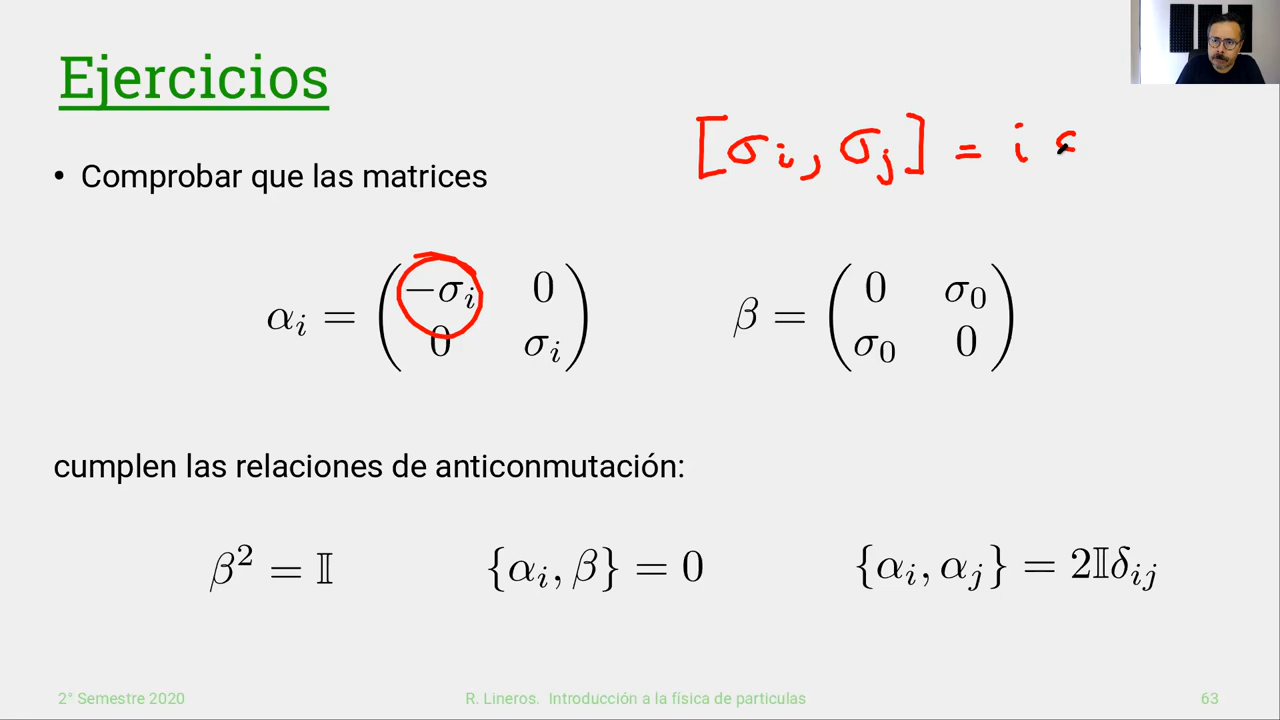 Ejercicios
[σi, σj] = i
• Comprobar que las matrices
αᵢ = ( −σᵢ 0 ; 0 σᵢ ) β = ( 0 σ₀ ; σ₀ 0 )
cumplen las relaciones de anticonmutación:
β² = 𝕀 {αᵢ, β} = 0 {αᵢ, αⱼ} = 2𝕀δᵢⱼ
2° Semestre 2020 R. Lineros. Introducción a la física de particulas 63